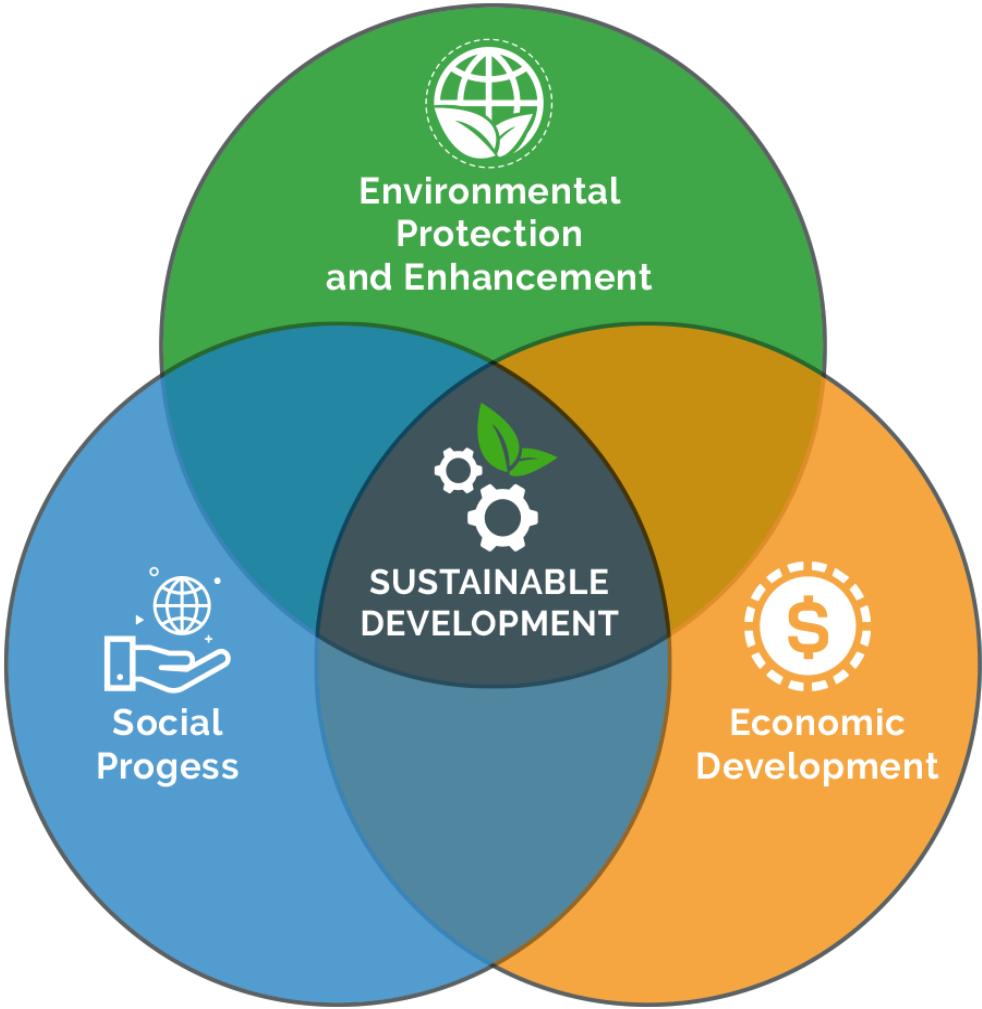 Environmental
Protection
and Enhancement
SUSTAINABLE
DEVELOPMENT
$
Social
Progess
Economic
Development